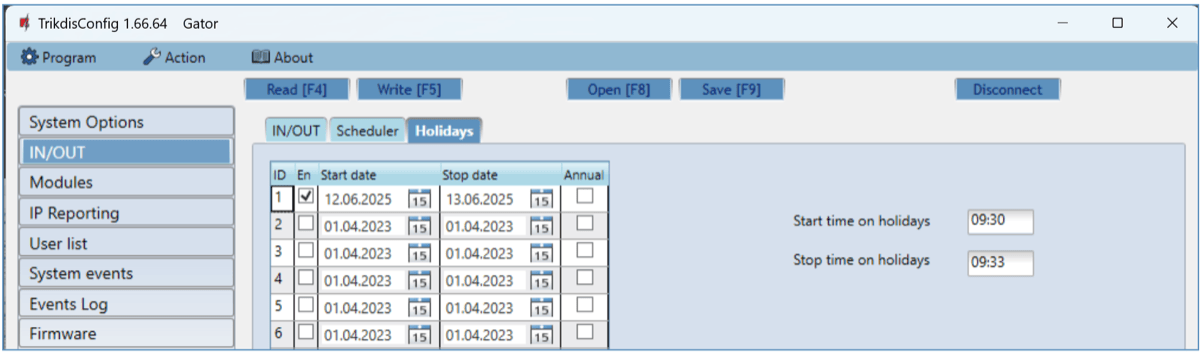 TrikdisConfig 1.66.64 Gator
Program Action About
Read [F4] Write [F5] Open [F8] Save [F9] Disconnect
System Options
IN/OUT
Modules
IP Reporting
User list
System events
Events Log
Firmware
IN/OUT Scheduler Holidays
ID En Start date Stop date Annual
1 12.06.2025 15 13.06.2025 15
2 01.04.2023 15 01.04.2023 15
3 01.04.2023 15 01.04.2023 15
4 01.04.2023 15 01.04.2023 15
5 01.04.2023 15 01.04.2023 15
6 01.04.2023 15 01.04.2023 15
Start time on holidays 09:30
Stop time on holidays 09:33